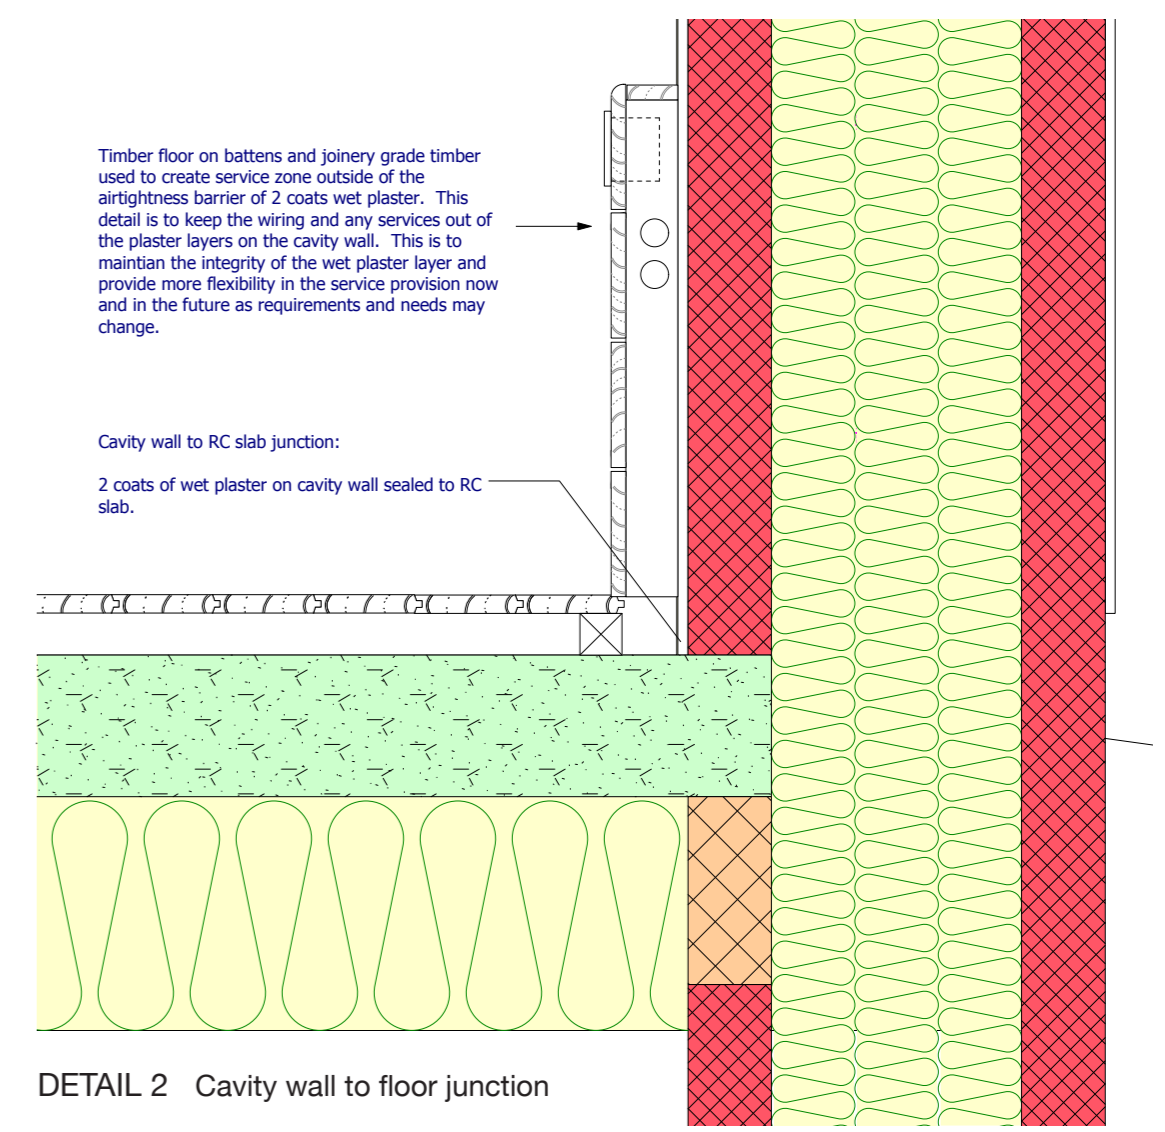 Timber floor on battens and joinery grade timber
used to create service zone outside of the
airtightness barrier of 2 coats wet plaster. This
detail is to keep the wiring and any services out of
the plaster layers on the cavity wall. This is to
maintian the integrity of the wet plaster layer and
provide more flexibility in the service provision now
and in the future as requirements and needs may
change.
Cavity wall to RC slab junction:
2 coats of wet plaster on cavity wall sealed to RC
slab.
DETAIL 2 Cavity wall to floor junction